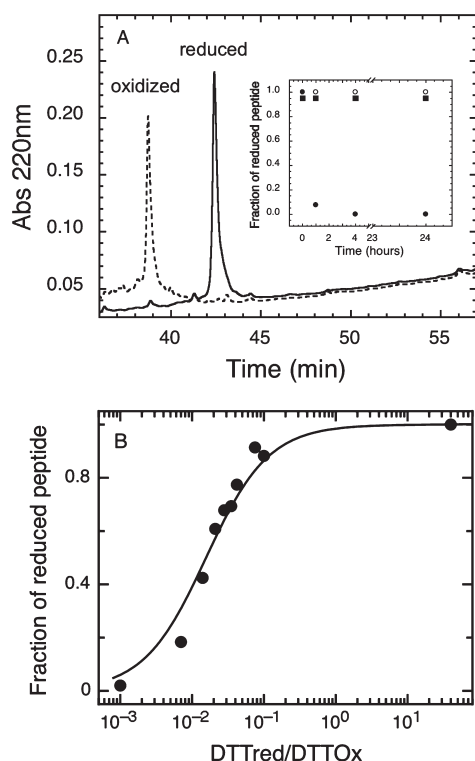 A
reduced
oxidized
Abs 220nm
0.25
0.20
0.15
0.10
0.05
40
45
50
55
Time (min)
Fraction of reduced peptide
1.0
0.8
0.6
0.4
0.2
0.0
0
2
4
23
24
Time (hours)
B
Fraction of reduced peptide
0.8
0.4
0
10⁻³
10⁻²
10⁻¹
10⁰
10¹
DTTred/DTTOx